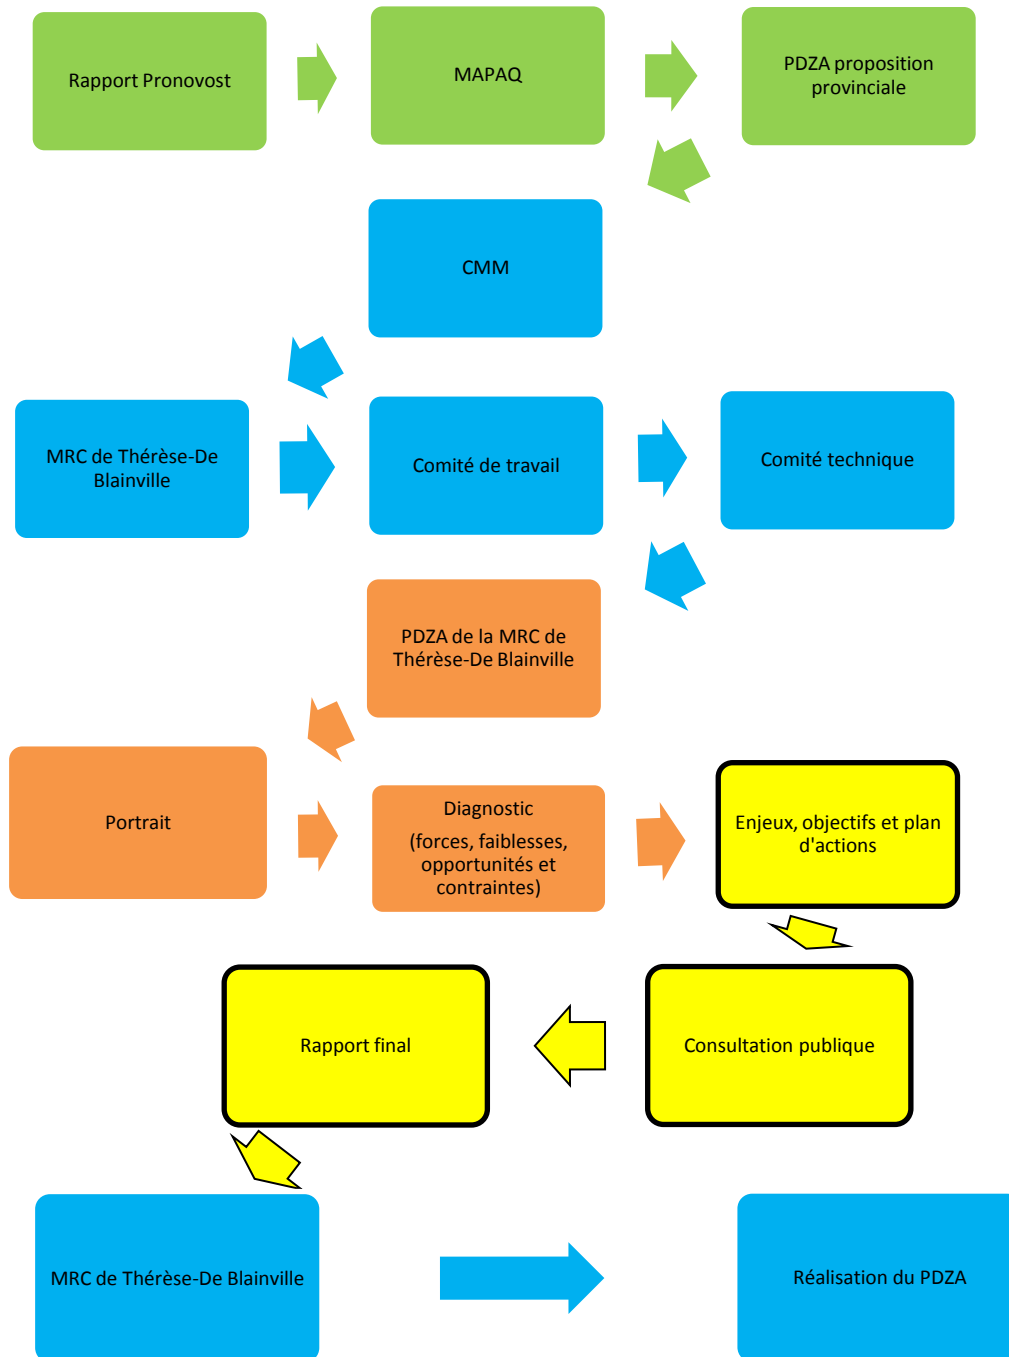 Rapport Pronovost
MAPAQ
PDZA proposition
provinciale
CMM
MRC de Thérèse-De
Blainville
Comité de travail
Comité technique
PDZA de la MRC de
Thérèse-De Blainville
Portrait
Diagnostic
(forces, faiblesses,
opportunités et
contraintes)
Enjeux, objectifs et plan
d'actions
Consultation publique
Rapport final
MRC de Thérèse-De Blainville
Réalisation du PDZA